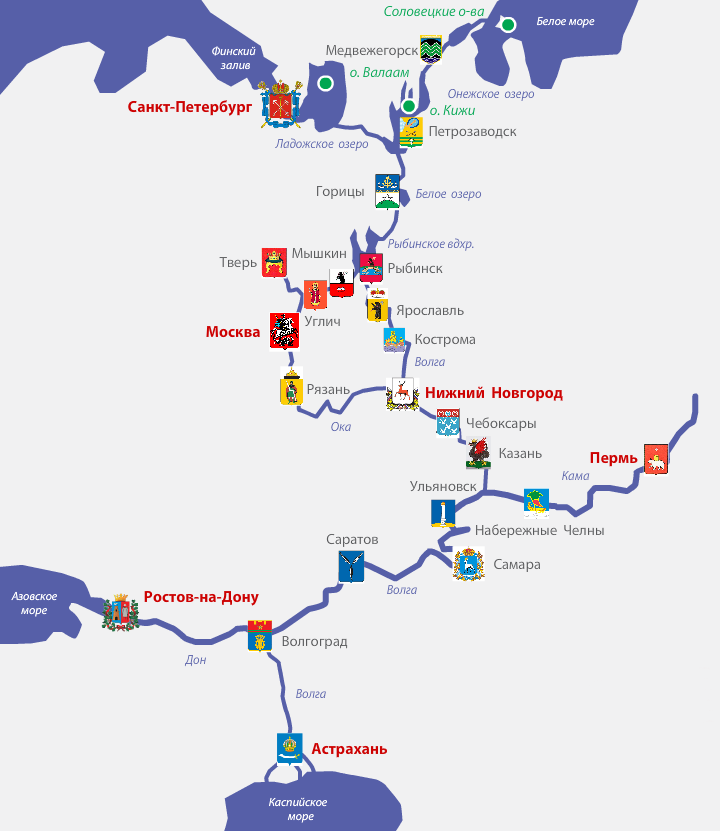 Соловецкие о-ва
Белое море
Финский
залив
Медвежегорск
о. Валаам
Онежское озеро
Санкт-Петербург
о. Кижи
Петрозаводск
Ладожское озеро
Горицы
Белое озеро
Рыбинское вдхр.
Мышкин
Тверь
Рыбинск
Углич
Ярославль
Москва
Кострома
Волга
Рязань
Нижний Новгород
Ока
Чебоксары
Казань
Пермь
Кама
Ульяновск
Набережные Челны
Саратов
Самара
Волга
Азовское
море
Ростов-на-Дону
Волгоград
Дон
Волга
Астрахань
Каспийское
море